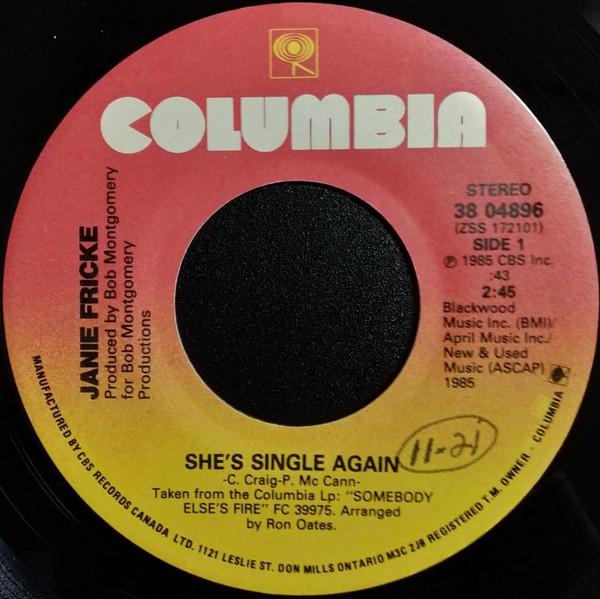 COLUMBIA
JANIE FRICKE
Produced by Bob Montgomery
for Bob Montgomery
Productions
STEREO
38 04896
(ZSS 172101)
SIDE 1
℗ 1985 CBS Inc.
:43
2:45
Blackwood
Music Inc. (BMI)/
April Music Inc./
New & Used
Music (ASCAP)
1985
SHE'S SINGLE AGAIN
11-21
-C. Craig-P. Mc Cann-
Taken from the Columbia Lp: "SOMEBODY
ELSE'S FIRE" FC 39975. Arranged
by Ron Oates.
MANUFACTURED BY CBS RECORDS CANADA LTD. 1121 LESLIE ST. DON MILLS ONTARIO M3C 2J9 REGISTERED T.M. OWNER - COLUMBIA